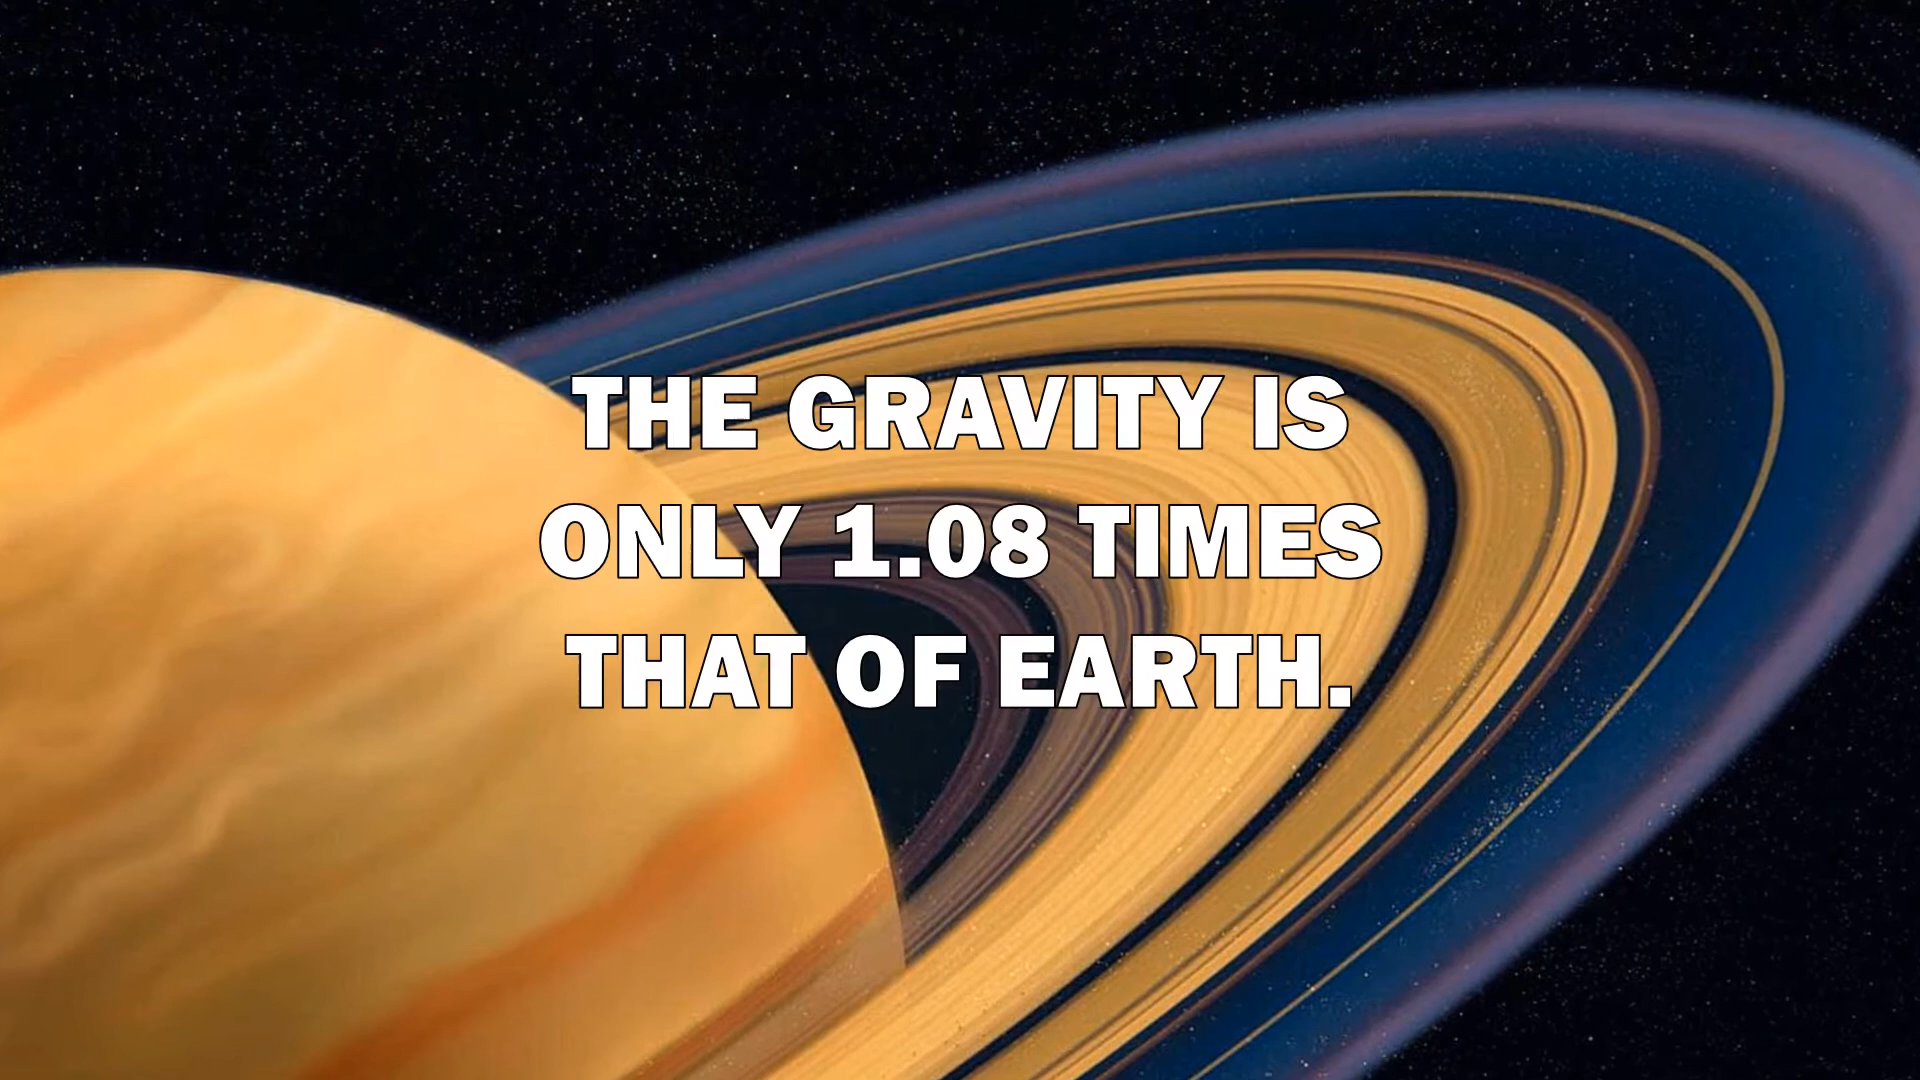 THE GRAVITY IS
ONLY 1.08 TIMES
THAT OF EARTH.